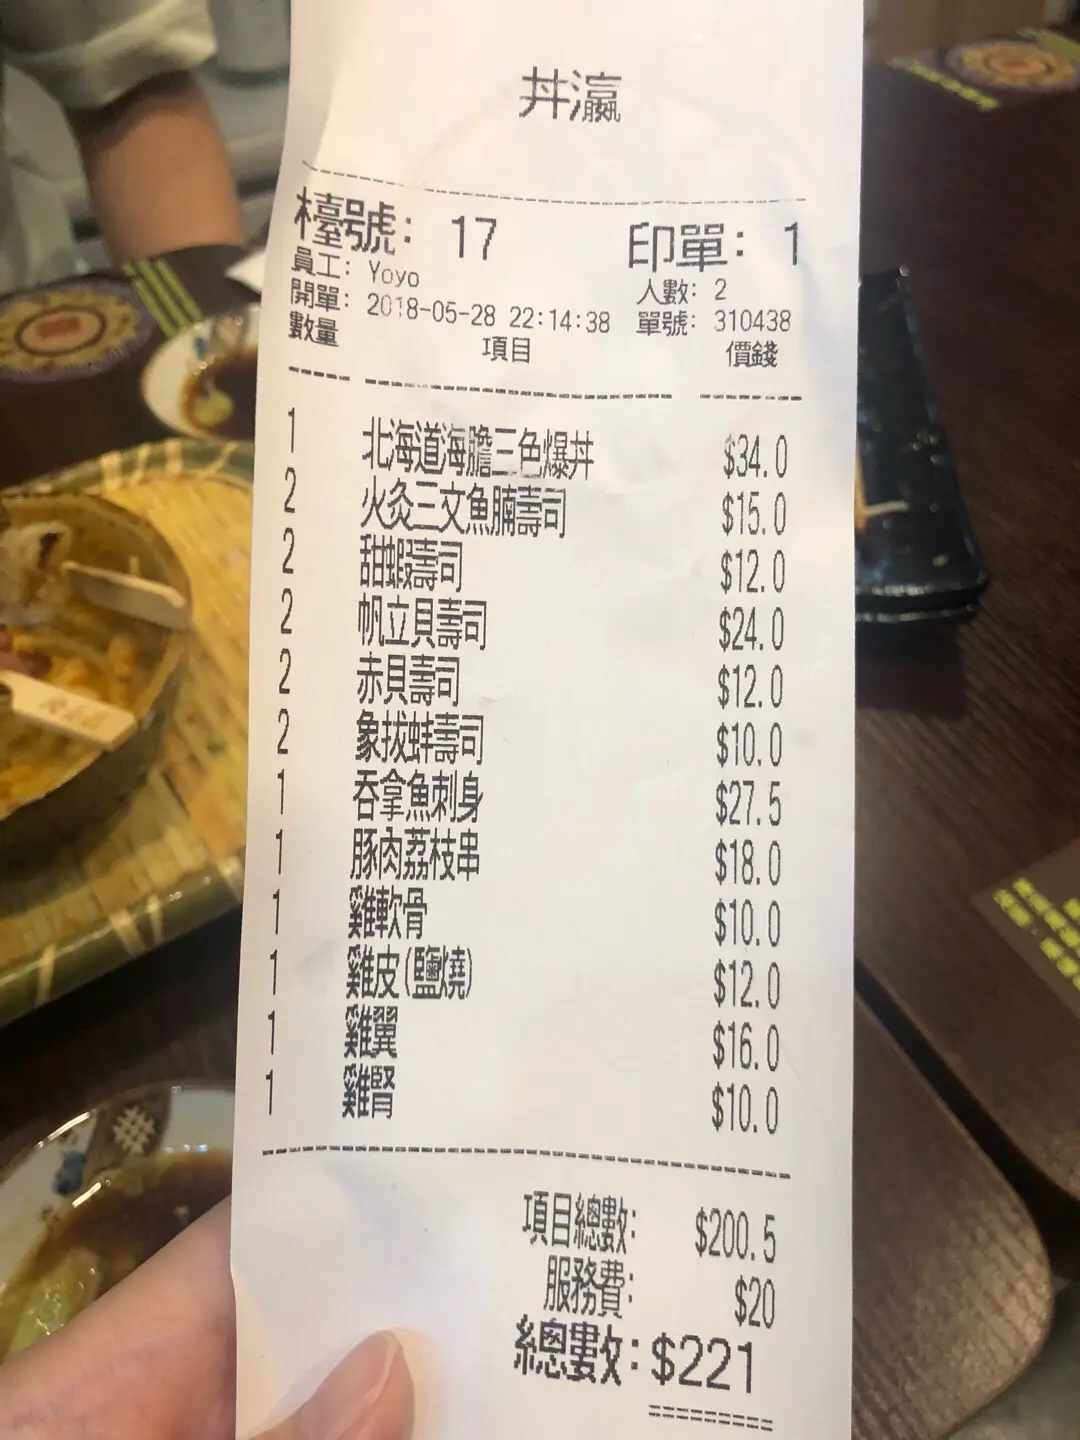 丼瀛
檯號: 17 印單: 1
員工: Yoyo 人數: 2
開單: 2018-05-28 22:14:38 單號: 310438
數量 項目 價錢
1 北海道海膽三色爆丼 $34.0
2 火灸三文魚腩壽司 $15.0
2 甜蝦壽司 $12.0
2 帆立貝壽司 $24.0
2 赤貝壽司 $12.0
2 象拔蚌壽司 $10.0
1 吞拿魚刺身 $27.5
1 豚肉荔枝串 $18.0
1 雞軟骨 $10.0
1 雞皮(鹽燒) $12.0
1 雞翼 $16.0
1 雞腎 $10.0
項目總數: $200.5
服務費: $20
總數: $221